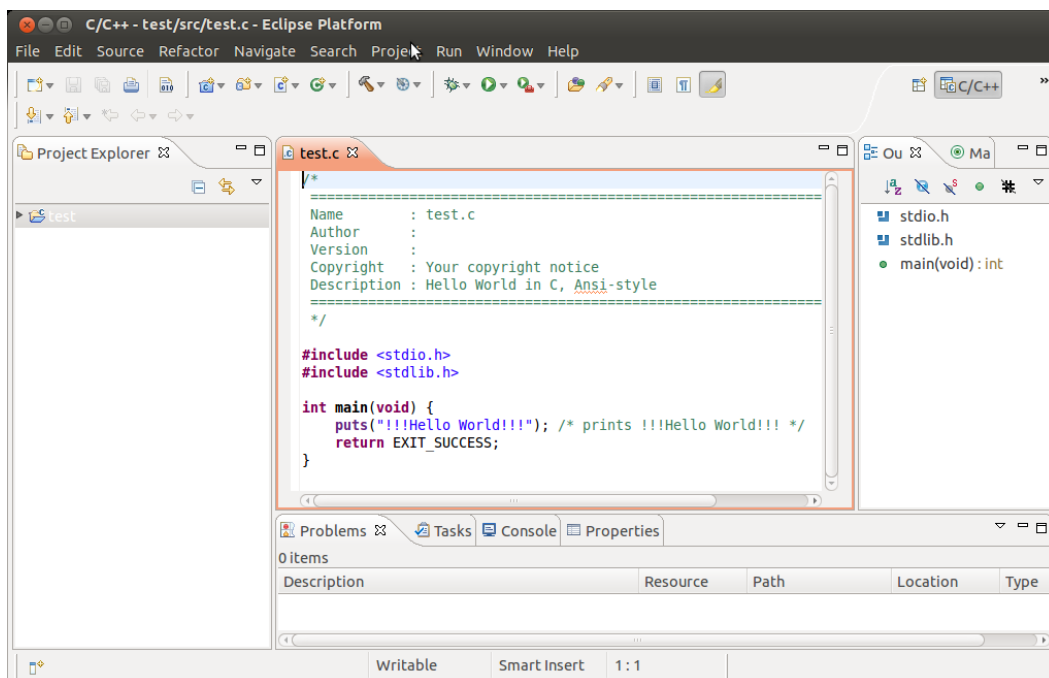 C/C++ - test/src/test.c - Eclipse Platform
File Edit Source Refactor Navigate Search Project Run Window Help
C/C++ »
Project Explorer
test
test.c
/*
============================================================================
Name : test.c
Author :
Version :
Copyright : Your copyright notice
Description : Hello World in C, Ansi-style
============================================================================
*/
#include <stdio.h>
#include <stdlib.h>
int main(void) {
puts("!!!Hello World!!!"); /* prints !!!Hello World!!! */
return EXIT_SUCCESS;
}
Ou Ma
stdio.h
stdlib.h
main(void) : int
Problems Tasks Console Properties
0 items
Description Resource Path Location Type
Writable Smart Insert 1 : 1